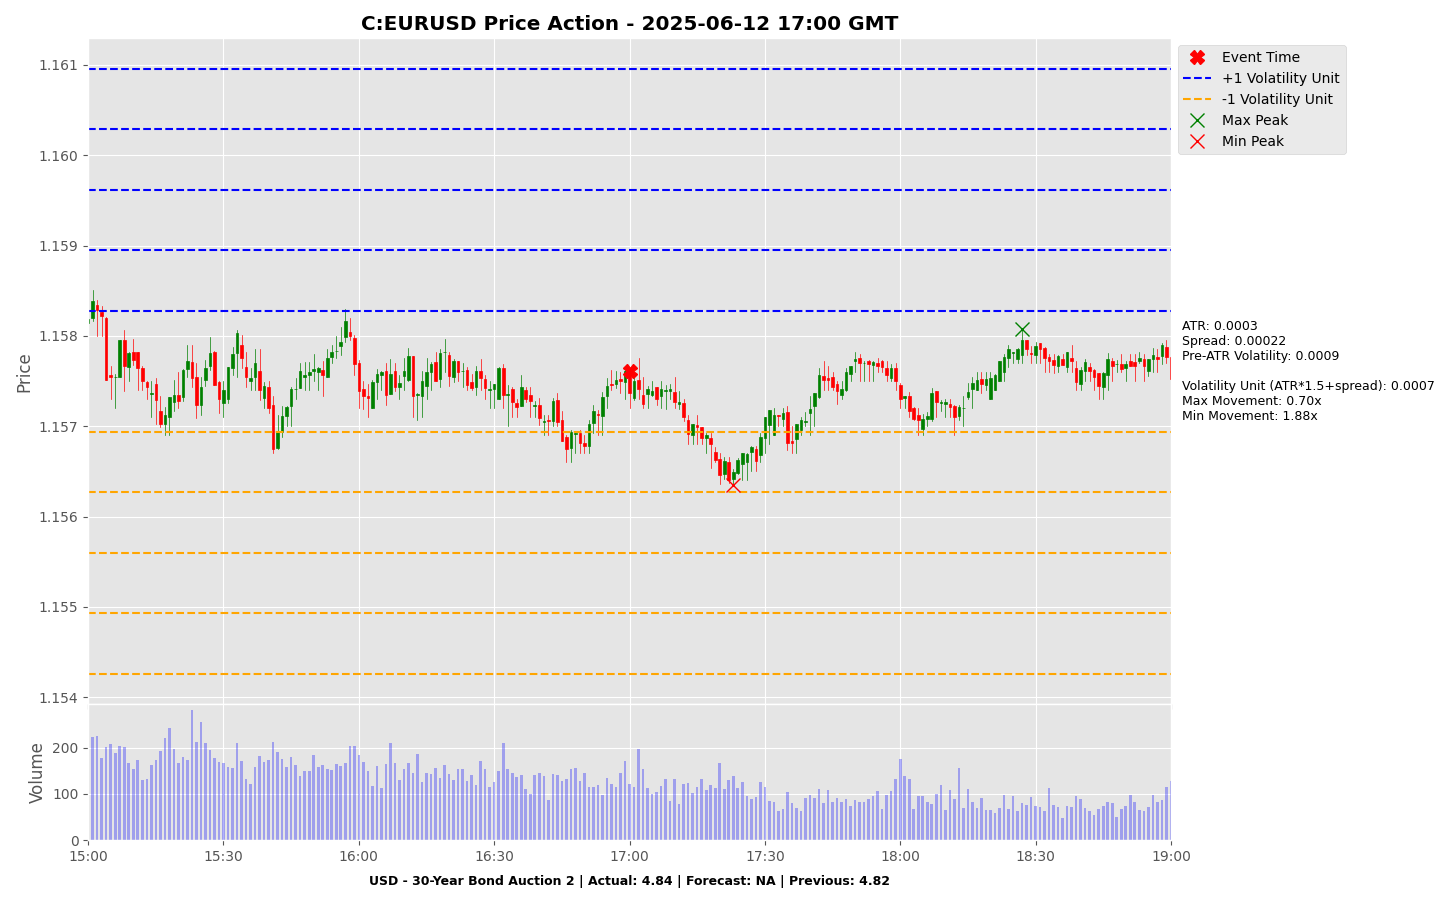 C:EURUSD Price Action - 2025-06-12 17:00 GMT
Event Time
+1 Volatility Unit
-1 Volatility Unit
Max Peak
Min Peak
1.161
1.160
1.159
1.158
1.157
1.156
1.155
1.154
Price
ATR: 0.0003
Spread: 0.00022
Pre-ATR Volatility: 0.0009
Volatility Unit (ATR*1.5+spread): 0.0007
Max Movement: 0.70x
Min Movement: 1.88x
200
100
0
Volume
15:00 15:30 16:00 16:30 17:00 17:30 18:00 18:30 19:00
USD - 30-Year Bond Auction 2 | Actual: 4.84 | Forecast: NA | Previous: 4.82